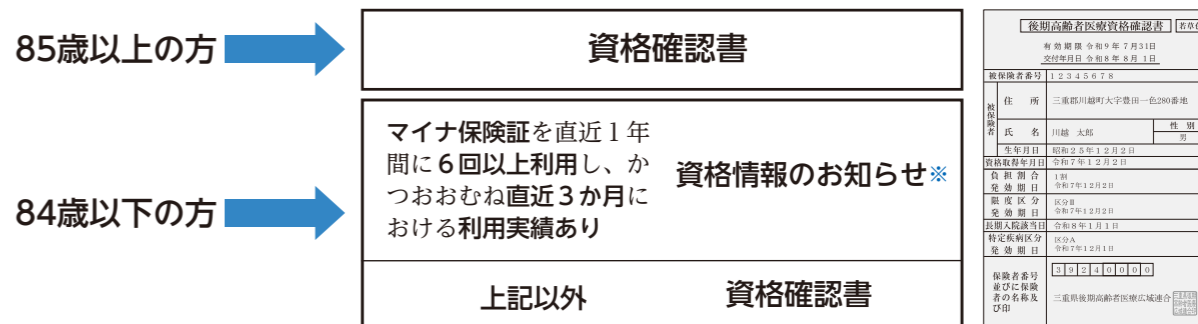 85歳以上の方
資格確認書
84歳以下の方
マイナ保険証を直近１年
間に６回以上利用し、か
つおおむね直近３か月に
おける利用実績あり
資格情報のお知らせ※
上記以外
資格確認書
後期高齢者医療資格確認書
若草色
有効期限 令和9年7月31日
交付年月日 令和8年8月1日
被保険者番号 12345678
被保険者
住所 三重郡川越町大字豊田一色280番地
氏名 川越 太郎
性別
男
生年月日 昭和25年12月2日
資格取得年月日 令和7年12月2日
負担割合 1割
発効期日 令和7年12月2日
限度区分 区分Ⅱ
発効期日 令和7年12月2日
長期入院該当日 令和8年1月1日
特定疾病区分 区分A
発効期日 令和7年12月1日
保険者番号
並びに保険
者の名称及
び印
39240000
三重県後期高齢者医療広域連合